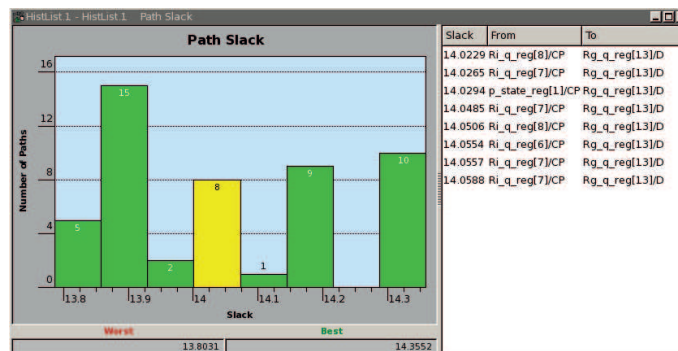 HistList.1 - HistList.1 Path Slack
Path Slack
Number of Paths
16
12
8
4
0
5
15
2
8
1
9
10
13.8 13.9 14 14.1 14.2 14.3
Slack
Worst Best
13.8031 14.3552
Slack From To
14.0229 Ri_q_reg[8]/CP Rg_q_reg[13]/D
14.0265 Ri_q_reg[7]/CP Rg_q_reg[13]/D
14.0294 p_state_reg[1]/CP Rg_q_reg[13]/D
14.0485 Ri_q_reg[7]/CP Rg_q_reg[13]/D
14.0506 Ri_q_reg[8]/CP Rg_q_reg[13]/D
14.0554 Ri_q_reg[6]/CP Rg_q_reg[13]/D
14.0557 Ri_q_reg[7]/CP Rg_q_reg[13]/D
14.0588 Ri_q_reg[7]/CP Rg_q_reg[13]/D